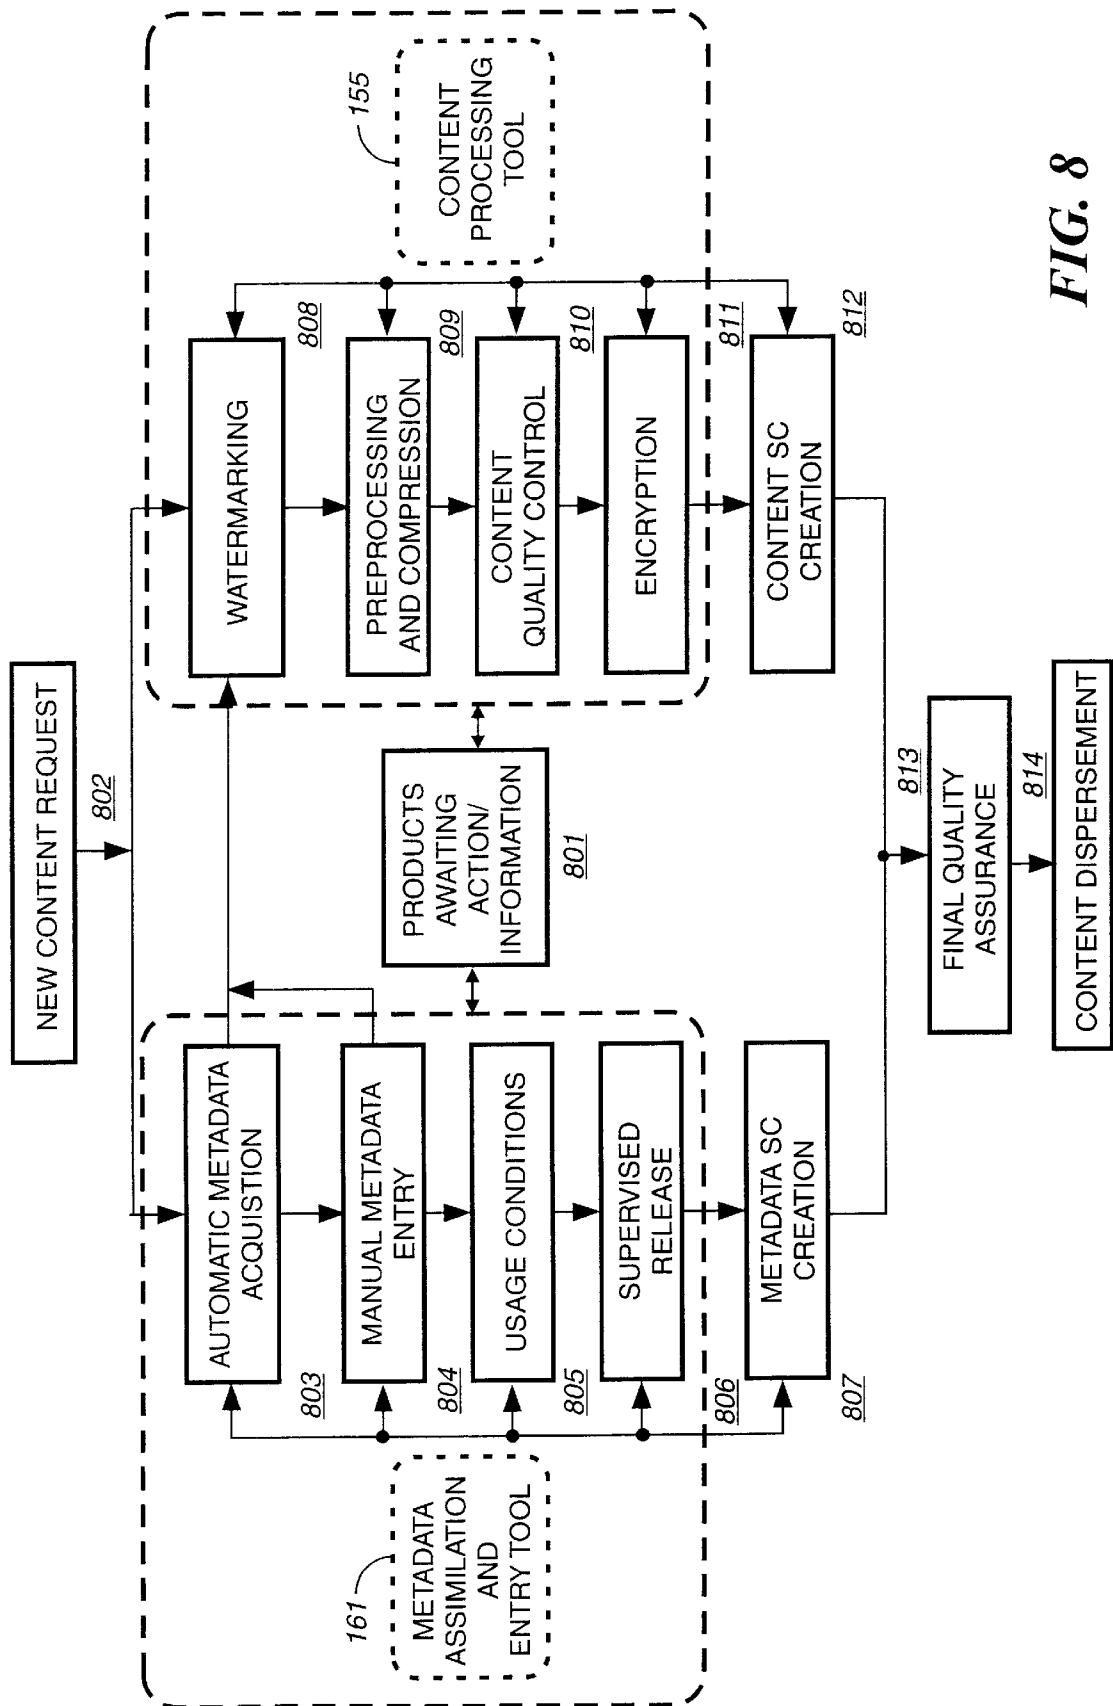 NEW CONTENT REQUEST
802
AUTOMATIC METADATA
ACQUISTION
803
MANUAL METADATA
ENTRY
804
USAGE CONDITIONS
805
SUPERVISED
RELEASE
806
METADATA SC
CREATION
807
161
METADATA
ASSIMILATION
AND
ENTRY TOOL
PRODUCTS
AWAITING
ACTION/
INFORMATION
801
WATERMARKING
808
PREPROCESSING
AND COMPRESSION
809
CONTENT
QUALITY CONTROL
810
ENCRYPTION
811
CONTENT SC
CREATION
812
155
CONTENT
PROCESSING
TOOL
813
FINAL QUALITY
ASSURANCE
814
CONTENT DISPERSEMENT
FIG. 8